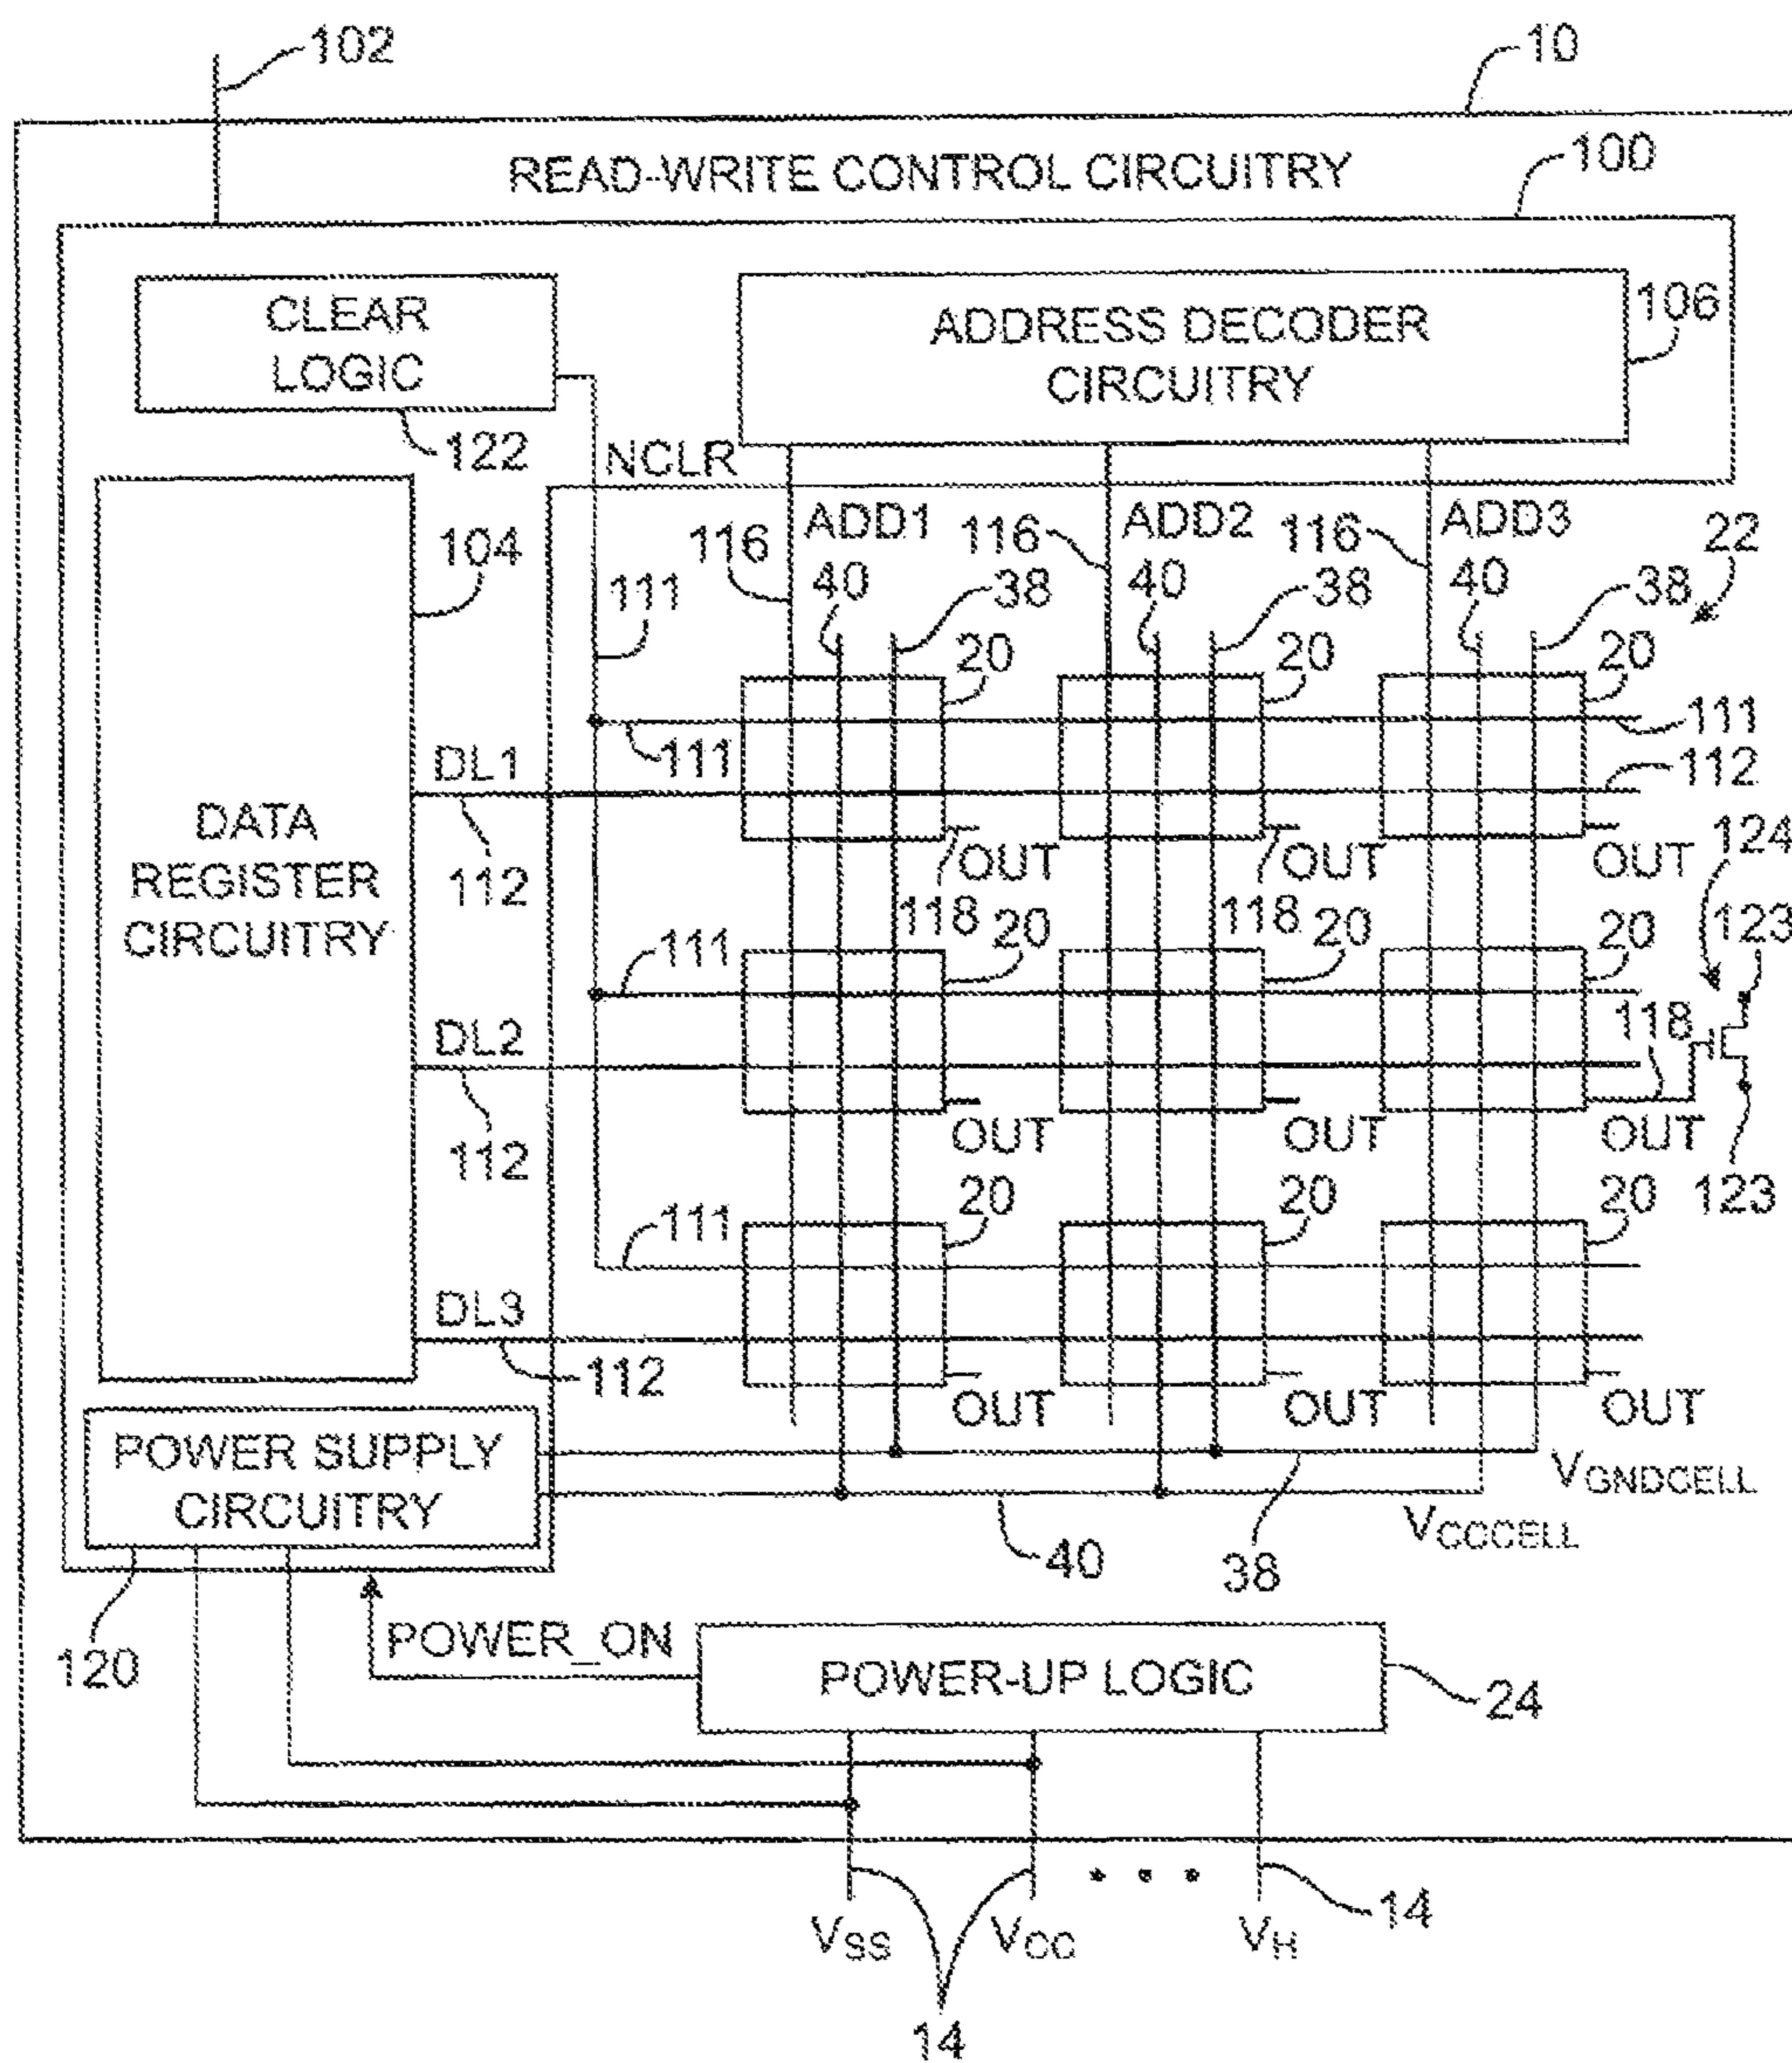 102
10
READ-WRITE CONTROL CIRCUITRY
100
CLEAR
LOGIC
ADDRESS DECODER
CIRCUITRY
106
122
NCLR
104
116
ADD1
116
ADD2
116
ADD3
22
111
40
38
40
38
40
38
20
20
20
111
111
DL1
112
DATA
REGISTER
CIRCUITRY
112
OUT
OUT
OUT
124
118
118
20
20
20
123
111
118
DL2
112
OUT
OUT
OUT
123
20
20
20
111
DL3
112
OUT
OUT
OUT
POWER SUPPLY
CIRCUITRY
VGNDCELL
VCCCELL
40
38
120
POWER_ON
POWER-UP LOGIC
24
14
VSS
VCC
VH
14